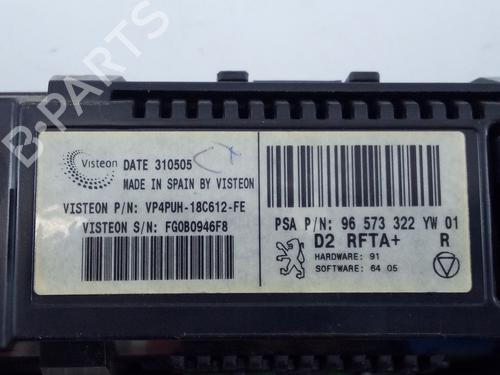 Visteon
DATE 310505
MADE IN SPAIN BY VISTEON
VISTEON P/N: VP4PUH-18C612-FE
VISTEON S/N: FG0B0946F8
PSA P/N: 96 573 322 YW 01
D2 RFTA+ R
HARDWARE: 91
SOFTWARE: 64 05
B-PARTS